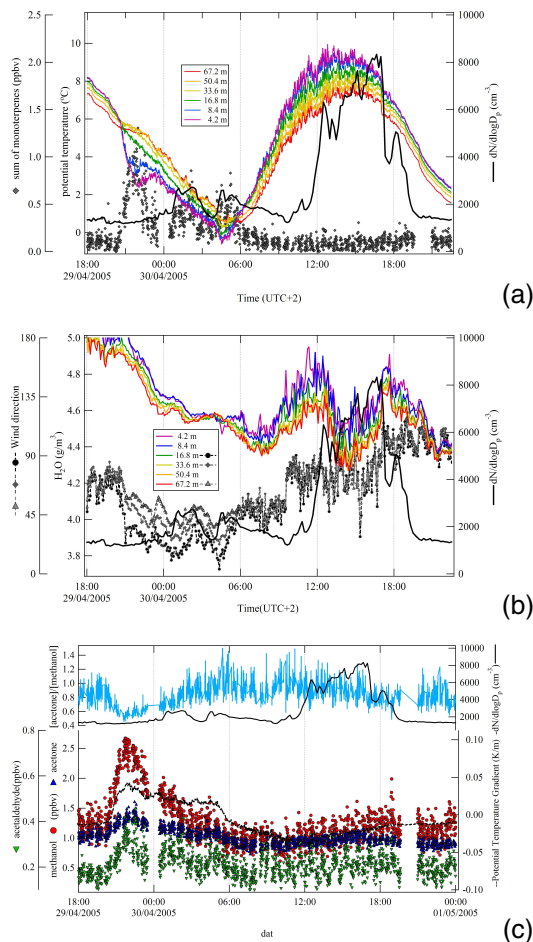 2.5
2.0
1.5
1.0
0.5
0.0
sum of monoterpenes (ppbv)
10
8
6
4
2
0
potential temperature (°C)
67.2 m
50.4 m
33.6 m
16.8 m
8.4 m
4.2 m
10000
8000
6000
4000
2000
0
dN/dlogDp (cm-3)
18:00
29/04/2005
00:00
30/04/2005
06:00
12:00
18:00
Time (UTC+2)
(a)
180
135
90
45
0
Wind direction
5.0
4.8
4.6
4.4
4.2
4.0
3.8
H2O (g/m3)
4.2 m
8.4 m
16.8 m
33.6 m
50.4 m
67.2 m
10000
8000
6000
4000
2000
0
dN/dlogDp (cm-3)
18:00
29/04/2005
00:00
30/04/2005
06:00
12:00
18:00
Time(UTC+2)
(b)
1.4
1.2
1.0
0.8
0.6
0.4
[acetone]/[methanol]
10000
8000
6000
4000
2000
-dN/dlogDp (cm-3)
0.8
0.6
0.4
0.2
acetaldehyde(ppbv)
2.5
2.0
1.5
1.0
0.5
methanol (ppbv) acetone
0.10
0.05
0.00
-0.05
-0.10
--Potential Temperature Gradient (K/m)
18:00
29/04/2005
00:00
30/04/2005
06:00
12:00
18:00
00:00
01/05/2005
dat
(c)